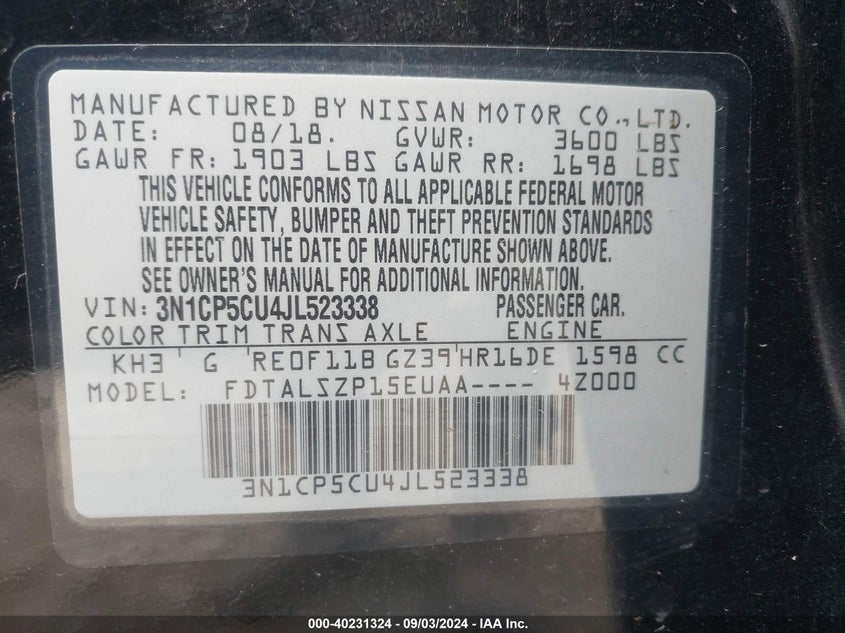 MANUFACTURED BY NISSAN MOTOR CO., LTD.
DATE: 08/18. GVWR: 3600 LBS
GAWR FR: 1903 LBS GAWR RR: 1698 LBS
THIS VEHICLE CONFORMS TO ALL APPLICABLE FEDERAL MOTOR
VEHICLE SAFETY, BUMPER AND THEFT PREVENTION STANDARDS
IN EFFECT ON THE DATE OF MANUFACTURE SHOWN ABOVE.
SEE OWNER'S MANUAL FOR ADDITIONAL INFORMATION.
VIN: 3N1CP5CU4JL523338 PASSENGER CAR.
COLOR TRIM TRANS AXLE ENGINE
KH3 G RE0F11B GZ39 HR16DE 1598 CC
MODEL: FDTALSZP15EUAA---- 4Z000
3N1CP5CU4JL523338
000-40231324 | 09/03/2024 - IAA Inc.